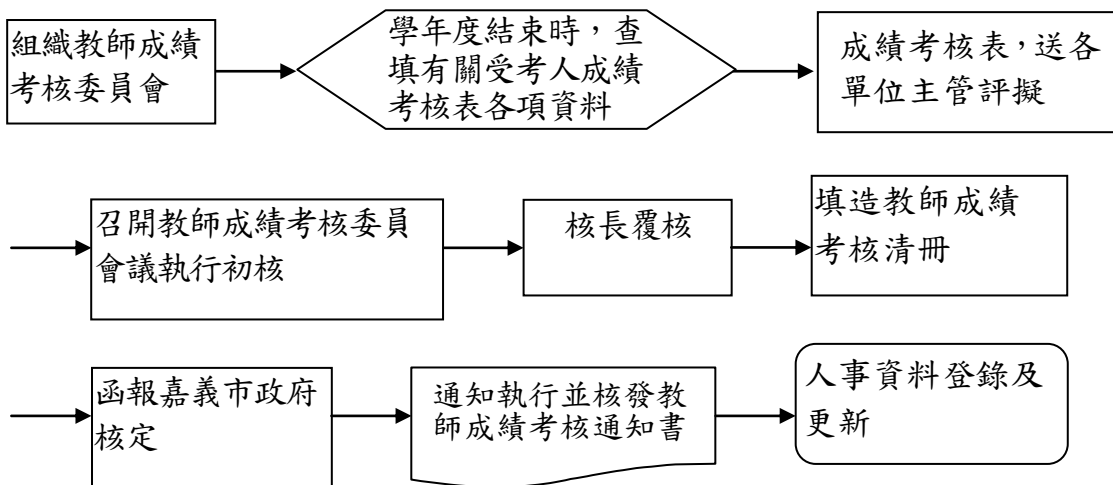 組織教師成績
考核委員會
學年度結束時，查
填有關受考人成績
考核表各項資料
成績考核表，送各
單位主管評擬
召開教師成績考核委員
會議執行初核
核長覆核
填造教師成績
考核清冊
函報嘉義市政府
核定
通知執行並核發教
師成績考核通知書
人事資料登錄及
更新